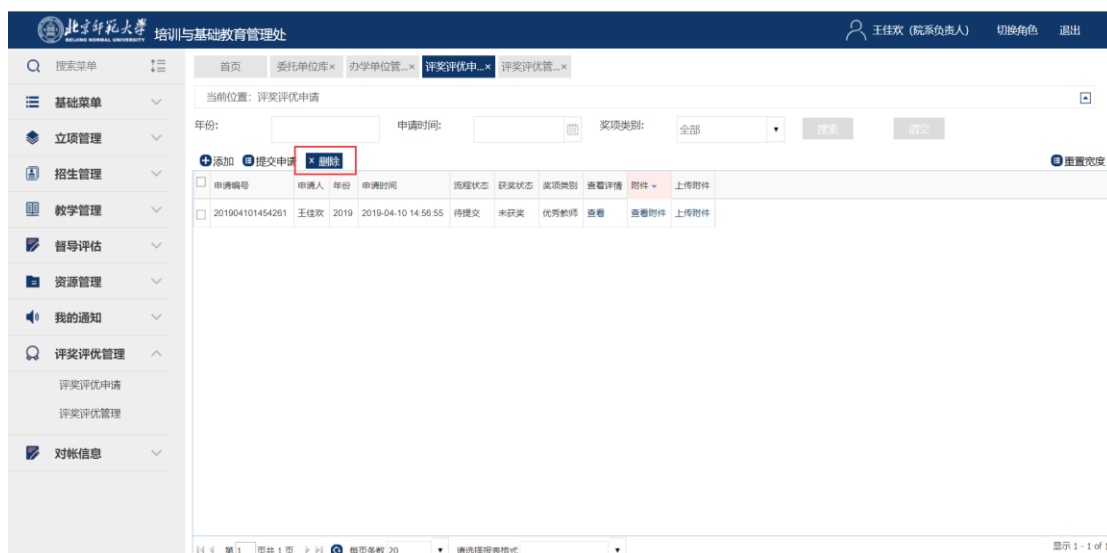 北京师范大学 培训与基础教育管理处 王佳欢 (院系负责人) 切换角色 退出
BEIJING NORMAL UNIVERSITY
搜索菜单
基础菜单
立项管理
招生管理
教学管理
督导评估
资源管理
我的通知
评奖评优管理
评奖评优申请
评奖评优管理
对帐信息
首页 委托单位库× 办学单位管...× 评奖评优申...× 评奖评优管...×
当前位置: 评奖评优申请
年份: 申请时间: 奖项类别: 全部 搜索 清空
添加 提交申请 × 删除 重置宽度
申请编号 申请人 年份 申请时间 流程状态 获奖状态 奖项类别 查看详情 附件 上传附件
201904101454261 王佳欢 2019 2019-04-10 14:56:55 待提交 未获奖 优秀教师 查看 查看附件 上传附件
第 1 页共 1 页 每页条数 20 请选择报表格式 显示 1 - 1 of 1